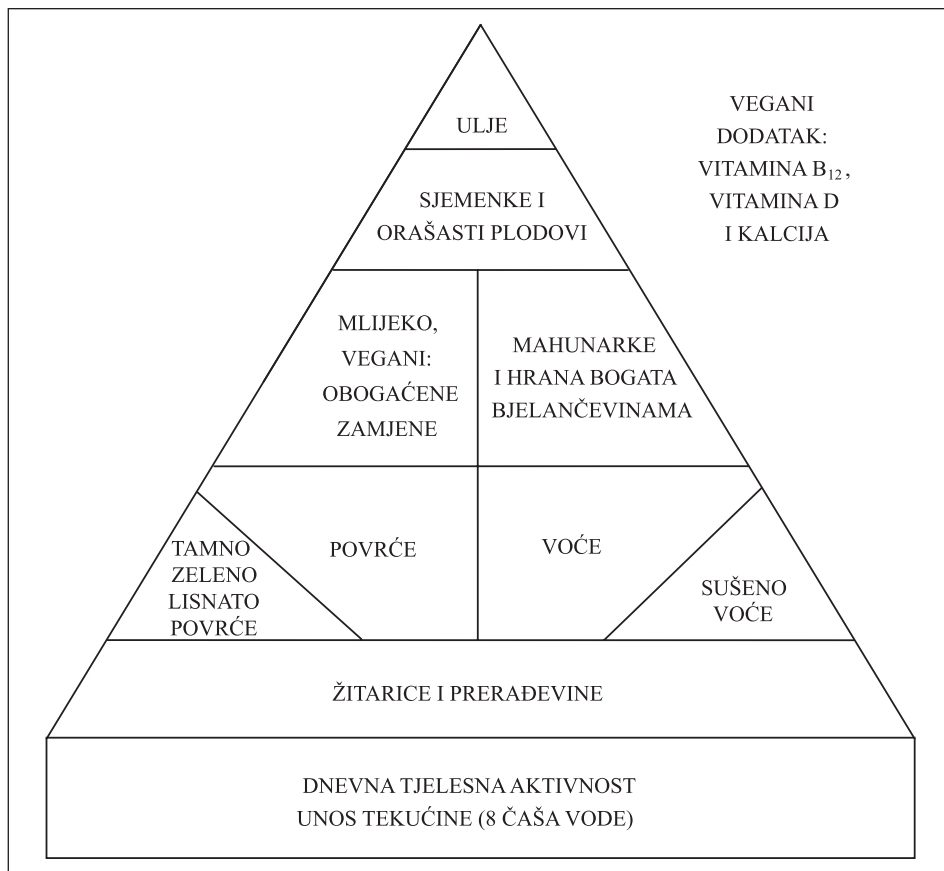 ULJE
VEGANI
DODATAK:
VITAMINA B₁₂,
VITAMINA D
I KALCIJA
SJEMENKE I
ORAŠASTI PLODOVI
MLIJEKO,
VEGANI:
OBOGAĆENE
ZAMJENE
MAHUNARKE
I HRANA BOGATA
BJELANČEVINAMA
TAMNO
ZELENO
LISNATO
POVRĆE
POVRĆE
VOĆE
SUŠENO
VOĆE
ŽITARICE I PRERAĐEVINE
DNEVNA TJELESNA AKTIVNOST
UNOS TEKUĆINE (8 ČAŠA VODE)